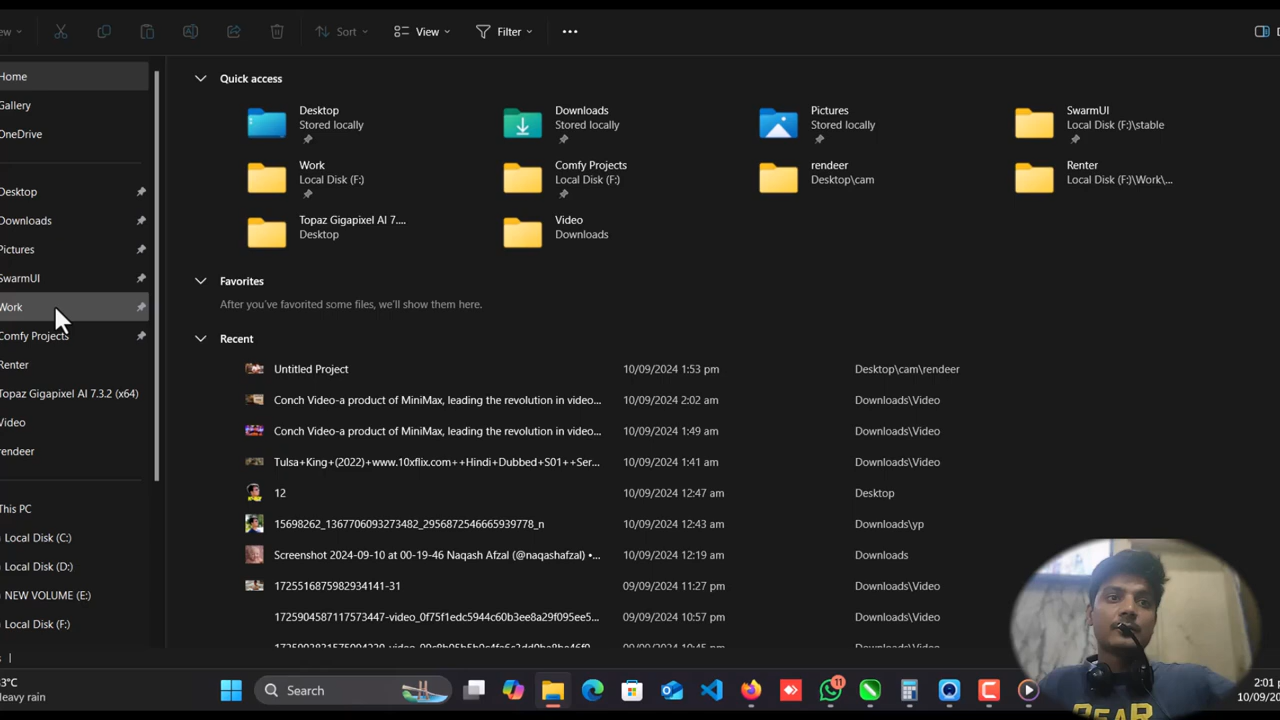 Sort
View
Filter
Home
Gallery
OneDrive
Desktop
Downloads
Pictures
SwarmUI
Work
Comfy Projects
Renter
Topaz Gigapixel AI 7.3.2 (x64)
Video
rendeer
This PC
Local Disk (C:)
Local Disk (D:)
NEW VOLUME (E:)
Local Disk (F:)
Quick access
Desktop
Stored locally
Downloads
Stored locally
Pictures
Stored locally
SwarmUI
Local Disk (F:)\stable
Work
Local Disk (F:)
Comfy Projects
Local Disk (F:)
rendeer
Desktop\cam
Renter
Local Disk (F:)\Work\...
Topaz Gigapixel AI 7....
Desktop
Video
Downloads
Favorites
After you've favorited some files, we'll show them here.
Recent
Untitled Project 10/09/2024 1:53 pm Desktop\cam\rendeer
Conch Video-a product of MiniMax, leading the revolution in video... 10/09/2024 2:02 am Downloads\Video
Conch Video-a product of MiniMax, leading the revolution in video... 10/09/2024 1:49 am Downloads\Video
Tulsa+King+(2022)+www.10xflix.com++Hindi+Dubbed+S01++Ser... 10/09/2024 1:41 am Downloads\Video
12 10/09/2024 12:47 am Desktop
15698262_1367706093273482_2956872546665939778_n 10/09/2024 12:43 am Downloads\yp
Screenshot 2024-09-10 at 00-19-46 Naqash Afzal (@naqashafzal) •... 10/09/2024 12:19 am Downloads
1725516875982934141-31 09/09/2024 11:27 pm Downloads\Video
1725904587117573447-video_0f75f1edc5944c60b3ee8a29f095ee5... 09/09/2024 10:57 pm Downloads\Video
3°C
eavy rain
Search
11
2:01
10/09/20